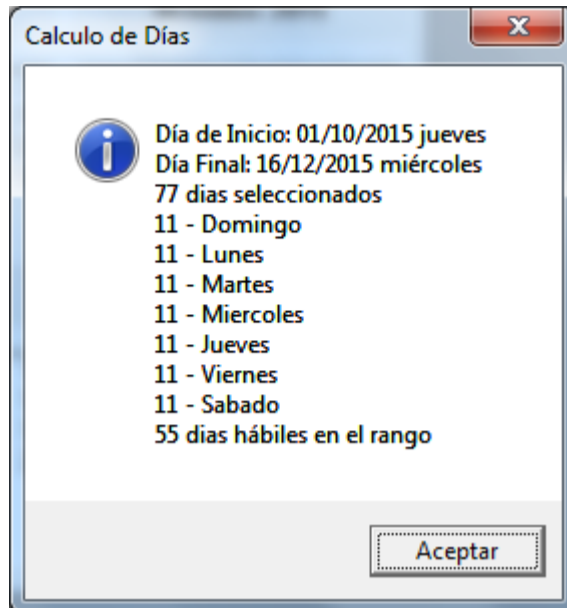 Calculo de Días
Día de Inicio: 01/10/2015 jueves
Día Final: 16/12/2015 miércoles
77 dias seleccionados
11 - Domingo
11 - Lunes
11 - Martes
11 - Miercoles
11 - Jueves
11 - Viernes
11 - Sabado
55 dias hábiles en el rango
Aceptar